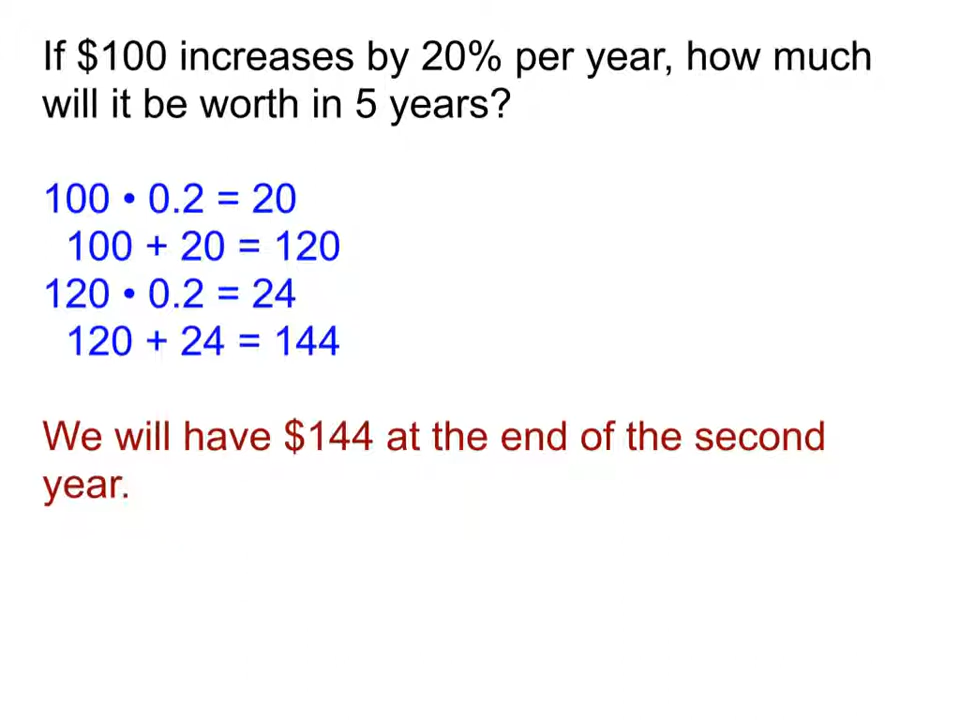 If $100 increases by 20% per year, how much
will it be worth in 5 years?
100 • 0.2 = 20
100 + 20 = 120
120 • 0.2 = 24
120 + 24 = 144
We will have $144 at the end of the second
year.